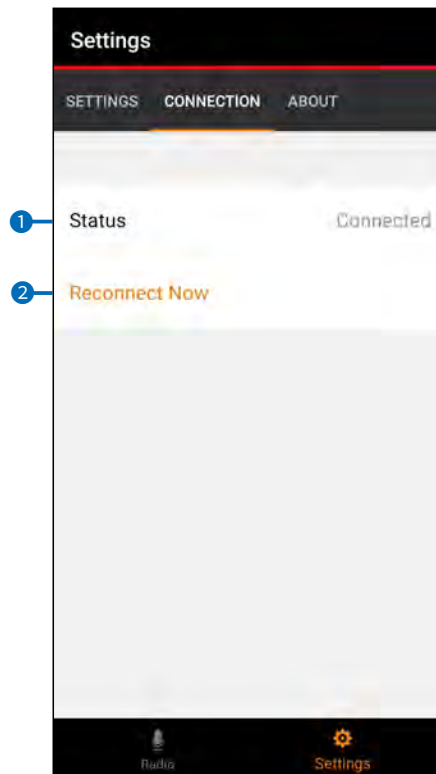 Settings
SETTINGS CONNECTION ABOUT
1 Status Connected
2 Reconnect Now
Radio Settings